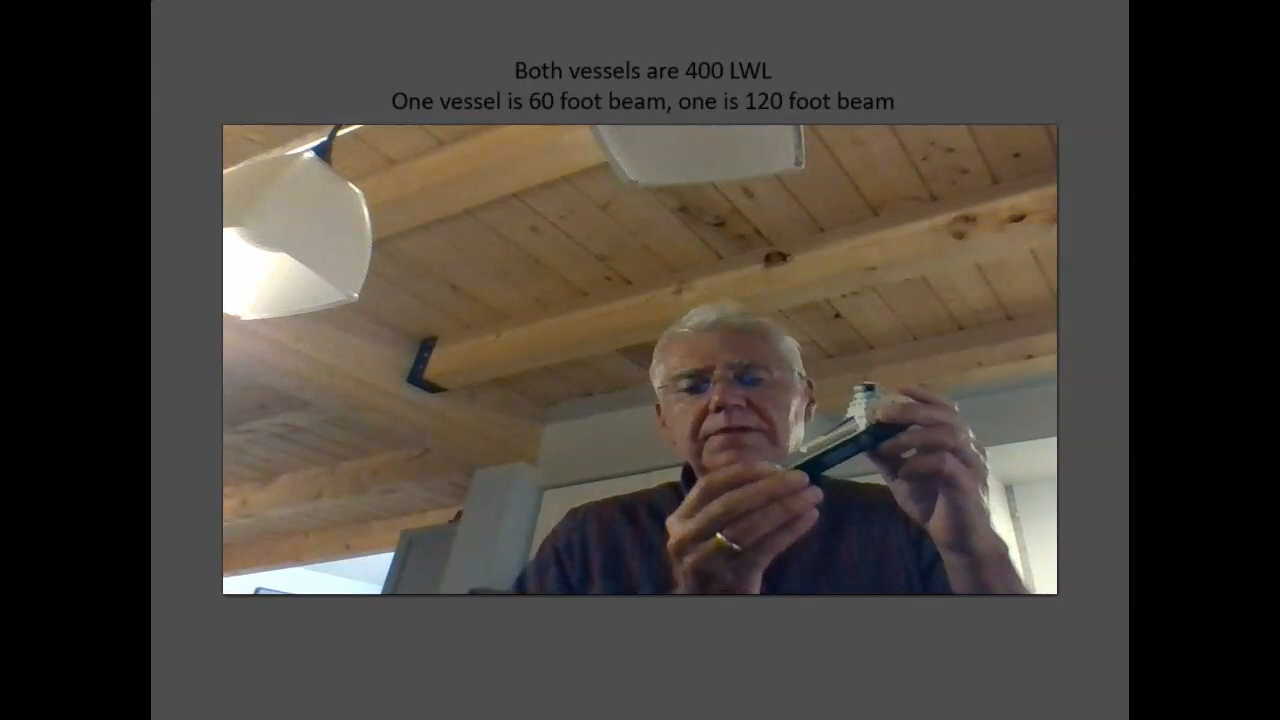 Both vessels are 400 LWL
One vessel is 60 foot beam, one is 120 foot beam